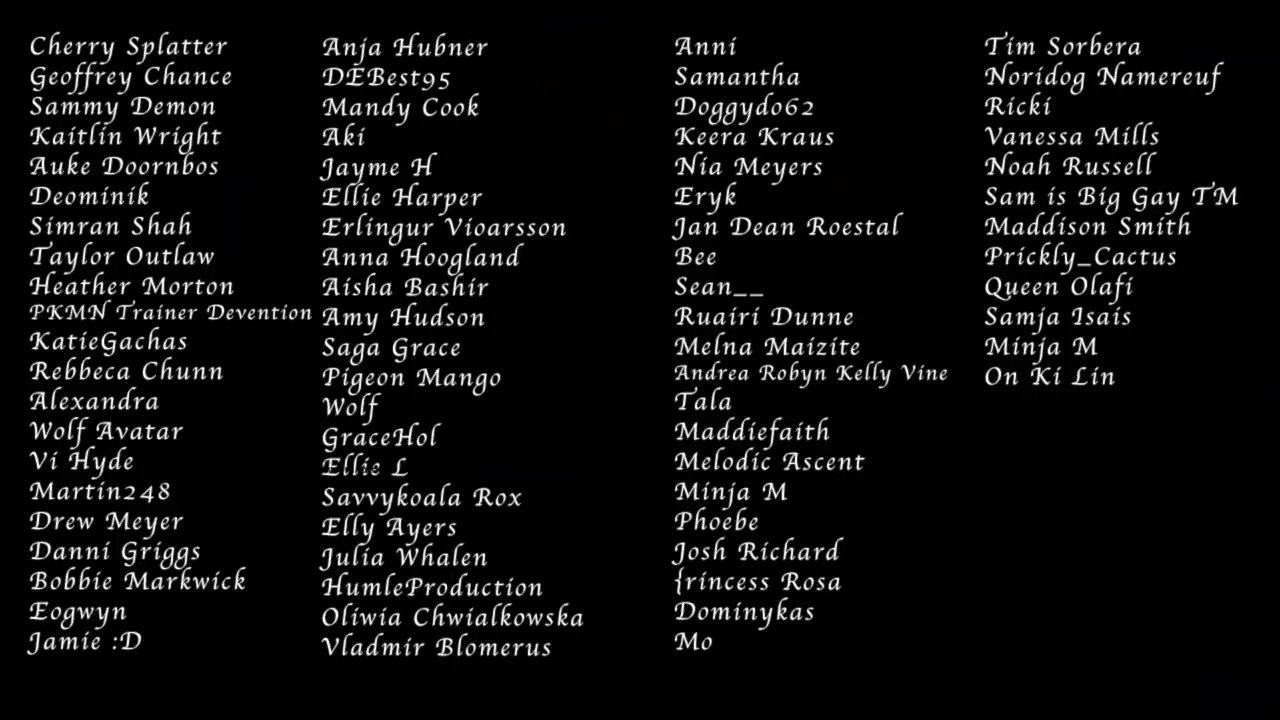 Cherry Splatter
Geoffrey Chance
Sammy Demon
Kaitlin Wright
Auke Doornbos
Deominik
Simran Shah
Taylor Outlaw
Heather Morton
PKMN Trainer Devention
KatieGachas
Rebbeca Chunn
Alexandra
Wolf Avatar
Vi Hyde
Martin248
Drew Meyer
Danni Griggs
Bobbie Markwick
Eogwyn
Jamie :D
Anja Hubner
DEBest95
Mandy Cook
Aki
Jayme H
Ellie Harper
Erlingur Vioarsson
Anna Hoogland
Aisha Bashir
Amy Hudson
Saga Grace
Pigeon Mango
Wolf
GraceHol
Ellie L
Savvykoala Rox
Elly Ayers
Julia Whalen
HumleProduction
Oliwia Chwialkowska
Vladmir Blomerus
Anni
Samantha
Doggydo62
Keera Kraus
Nia Meyers
Eryk
Jan Dean Roestal
Bee
Sean__
Ruairi Dunne
Melna Maizite
Andrea Robyn Kelly Vine
Tala
Maddiefaith
Melodic Ascent
Minja M
Phoebe
Josh Richard
{rincess Rosa
Dominykas
Mo
Tim Sorbera
Noridog Namereuf
Ricki
Vanessa Mills
Noah Russell
Sam is Big Gay TM
Maddison Smith
Prickly_Cactus
Queen Olafi
Samja Isais
Minja M
On Ki Lin